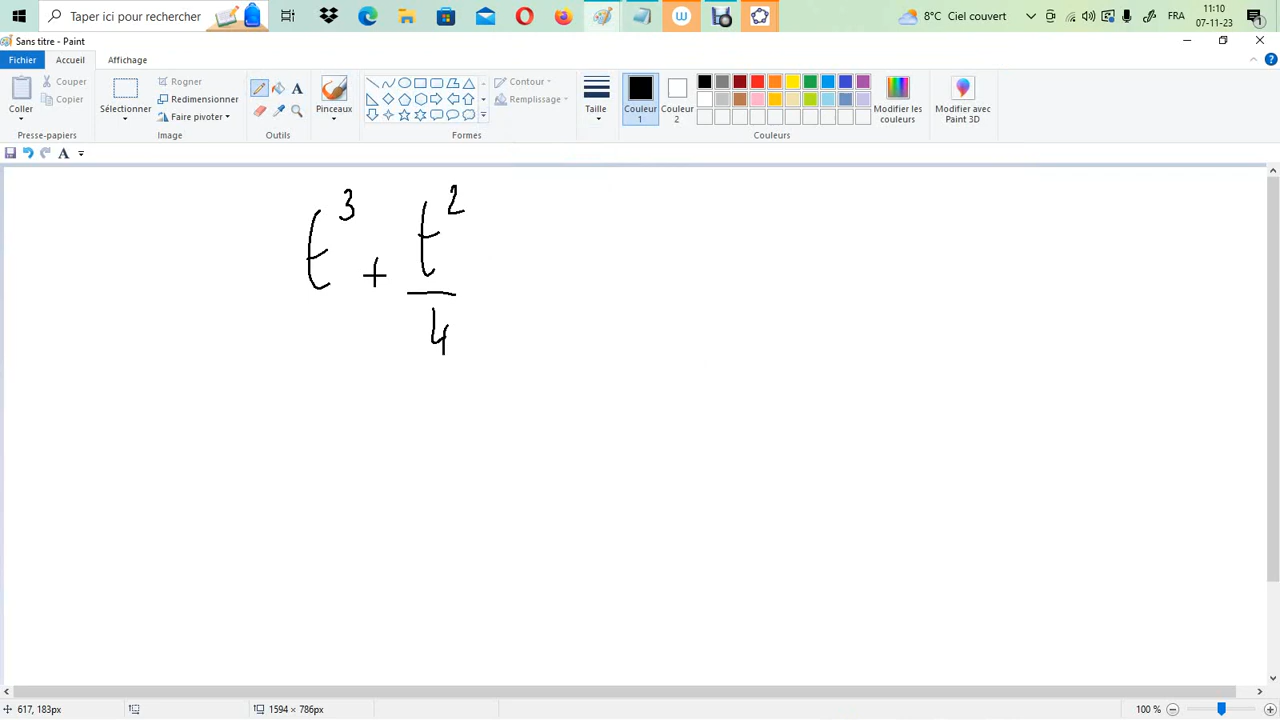 Taper ici pour rechercher
8°C Ciel couvert
FRA
11:10
07-11-23
1
Sans titre - Paint
Fichier
Accueil
Affichage
Coller
Couper
Copier
Presse-papiers
Sélectionner
Rogner
Redimensionner
Faire pivoter
Image
A
Outils
Pinceaux
Contour
Remplissage
Formes
Taille
Couleur 1
Couleur 2
Modifier les couleurs
Couleurs
Modifier avec Paint 3D
A
t³ + t²/4
617, 183px
1594 × 786px
100 %